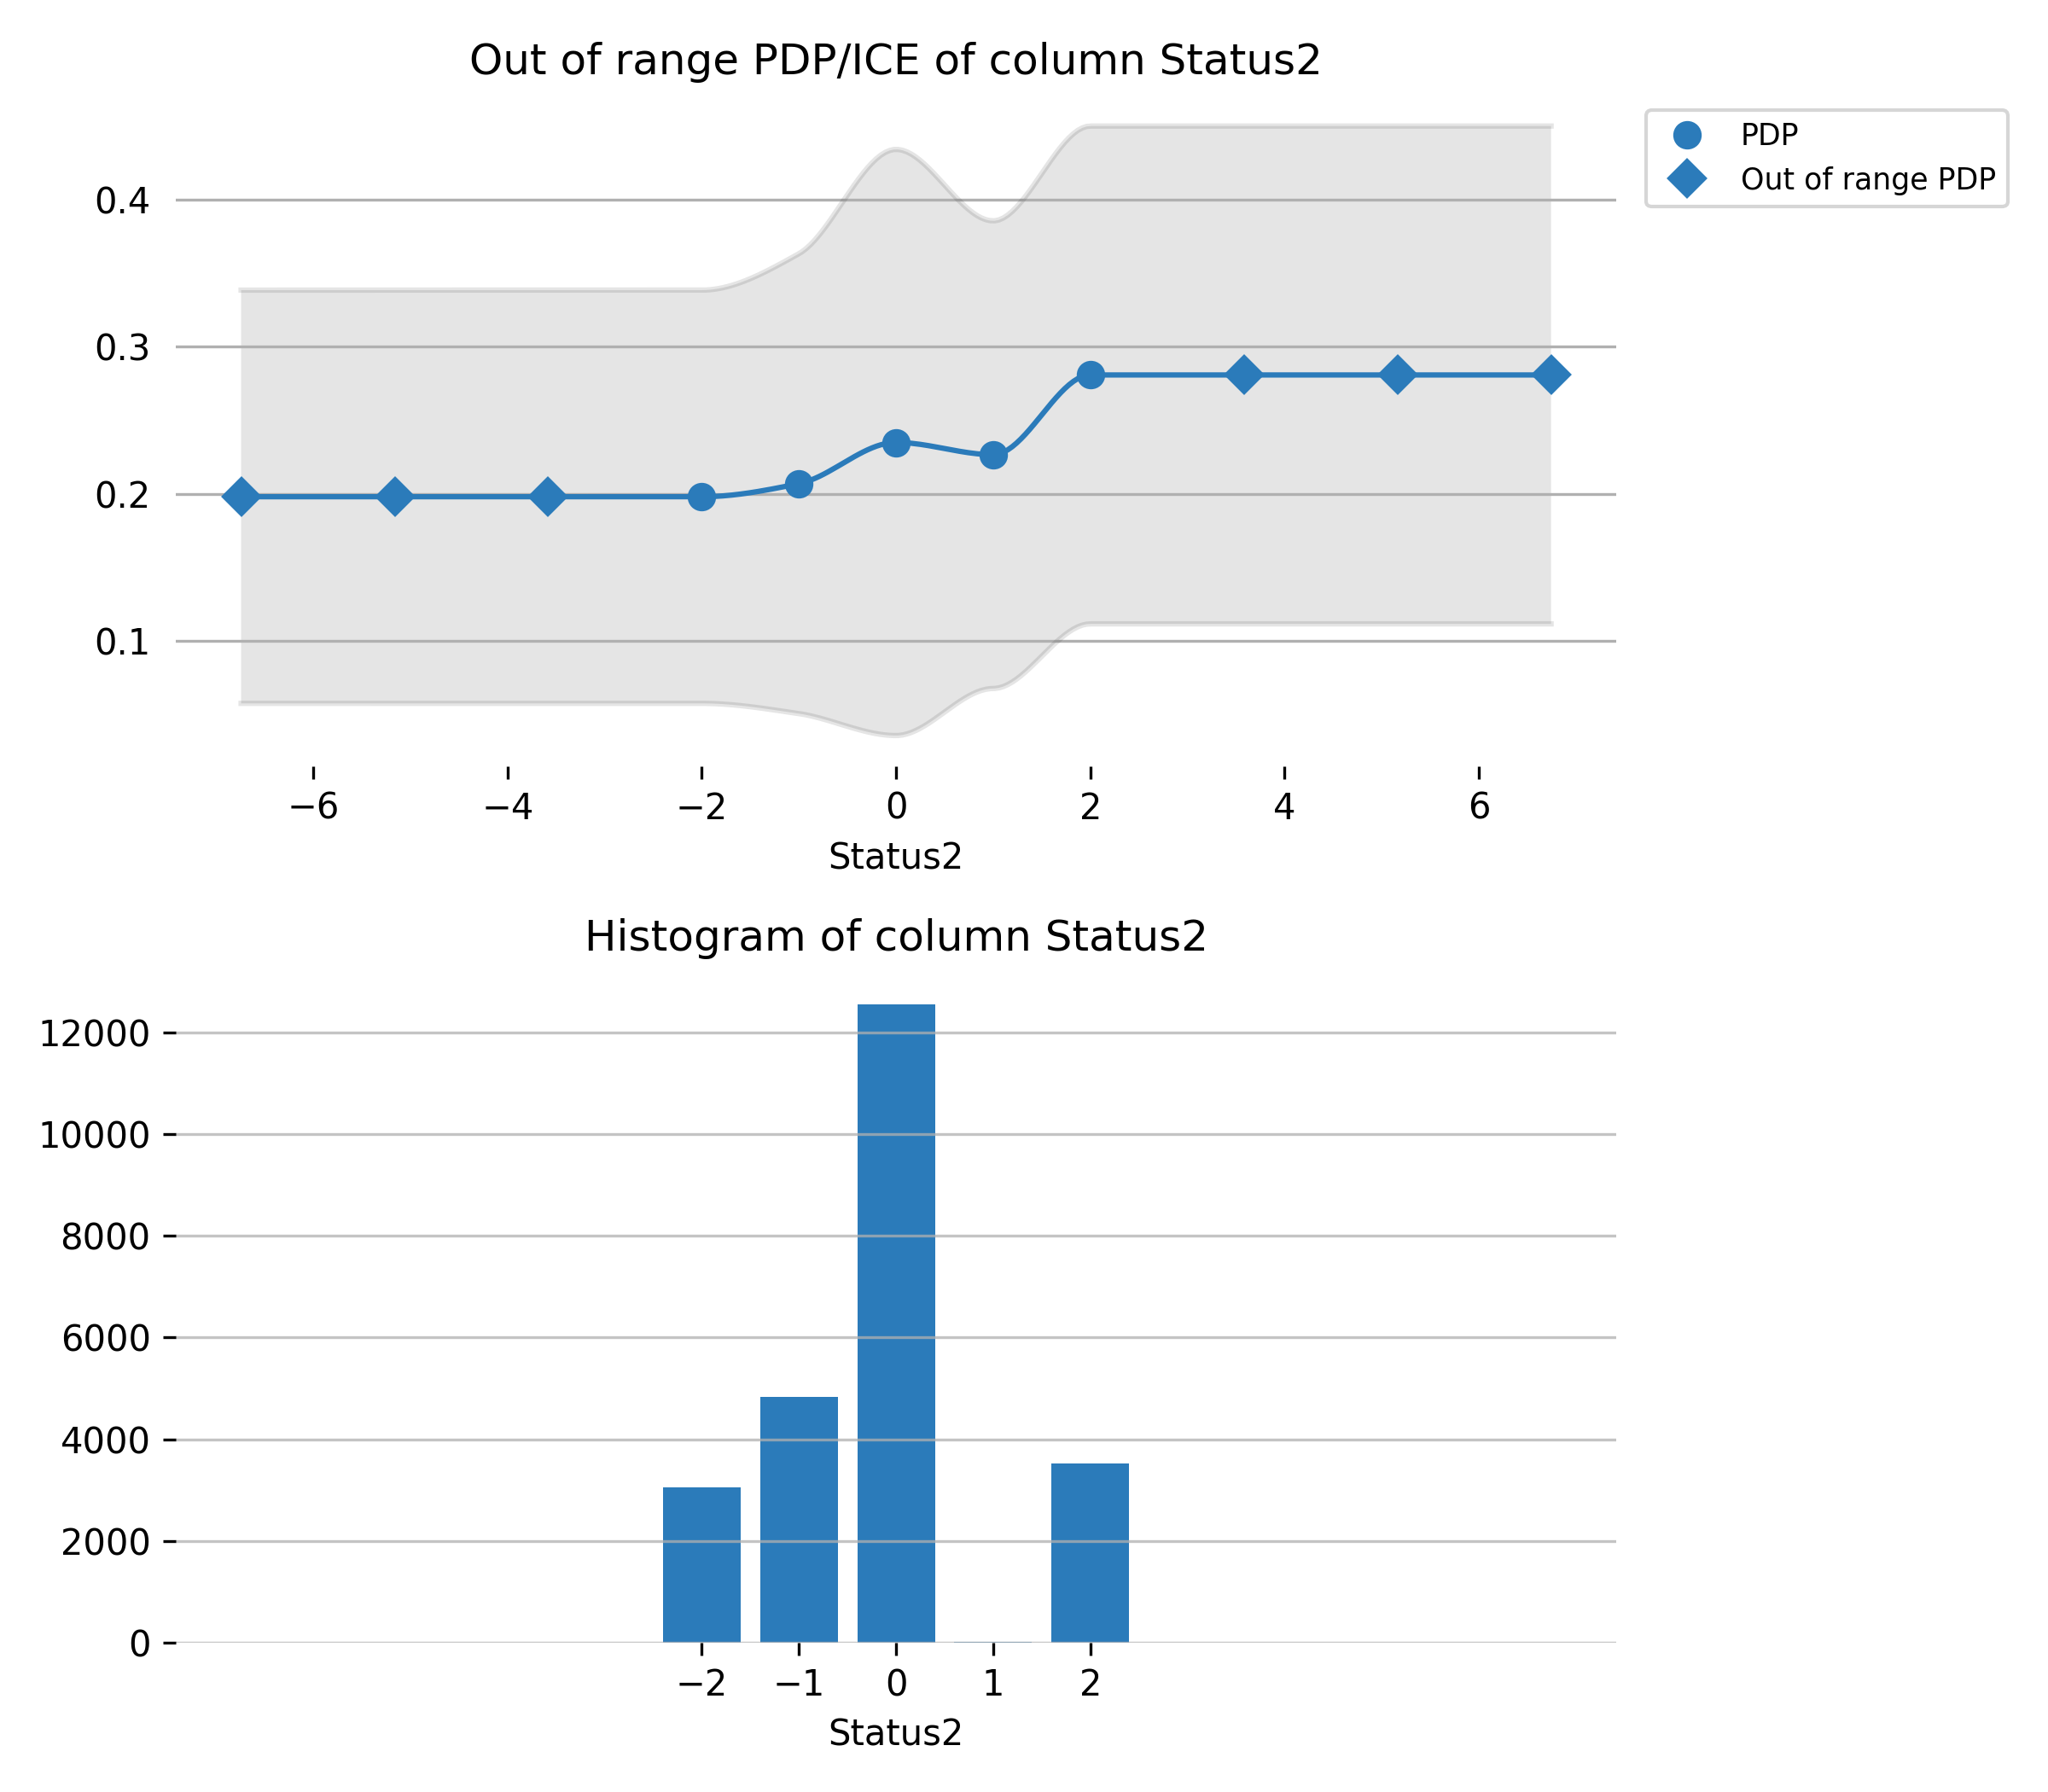 Out of range PDP/ICE of column Status2
PDP
Out of range PDP
0.4
0.3
0.2
0.1
−6 −4 −2 0 2 4 6
Status2
Histogram of column Status2
12000
10000
8000
6000
4000
2000
0
−2 −1 0 1 2
Status2